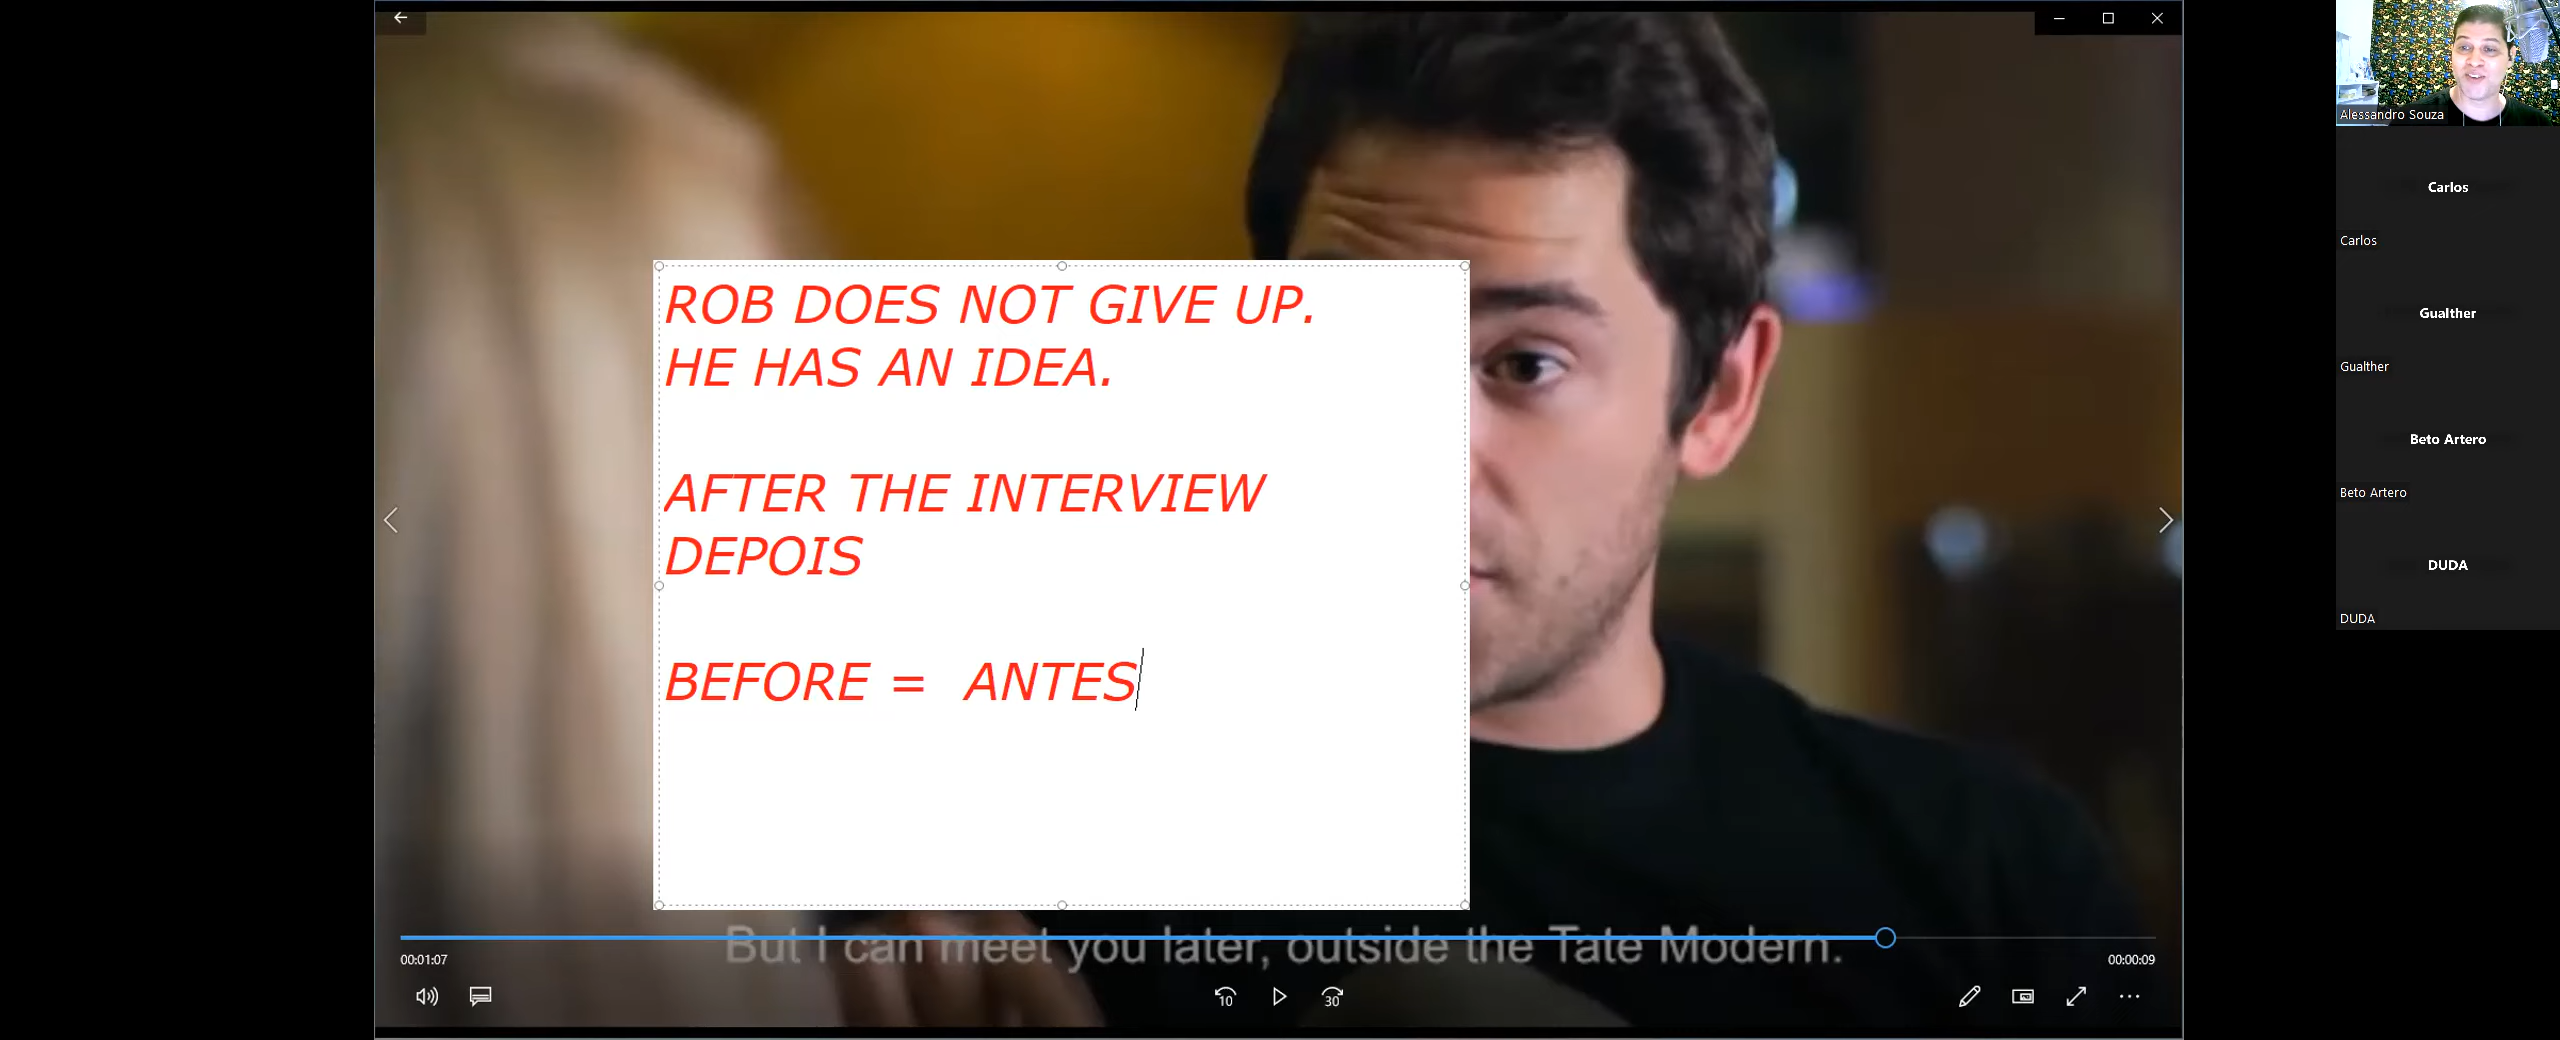 ROB DOES NOT GIVE UP.
HE HAS AN IDEA.
AFTER THE INTERVIEW
DEPOIS
BEFORE =  ANTES
But I can meet you later, outside the Tate Modern.
00:01:07
00:00:09
10
30
Alessandro Souza
Carlos
Carlos
Gualther
Gualther
Beto Artero
Beto Artero
DUDA
DUDA